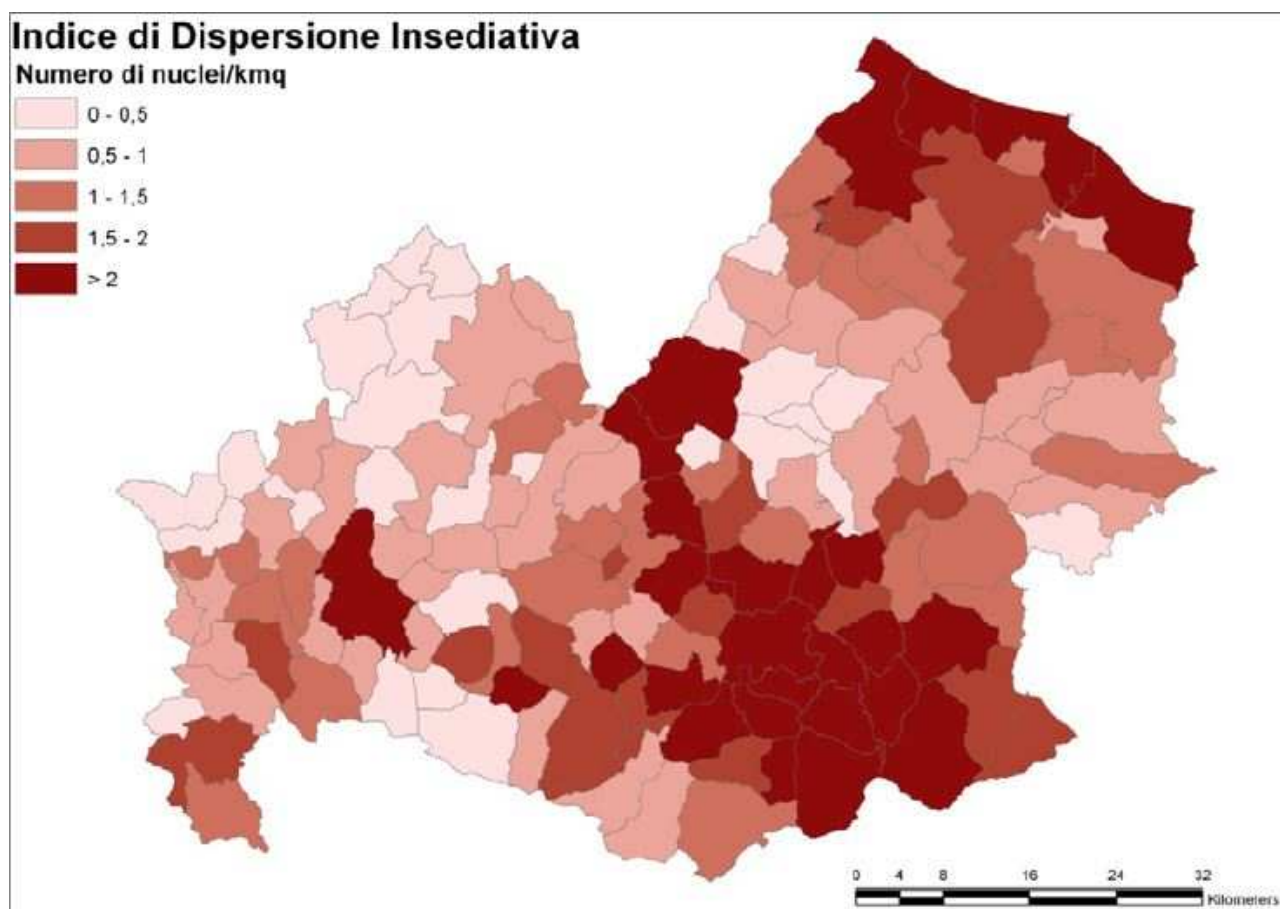 Indice di Dispersione Insediativa
Numero di nuclei/kmq
0 - 0,5
0,5 - 1
1 - 1,5
1,5 - 2
> 2
0 4 8 16 24 32
Kilometers